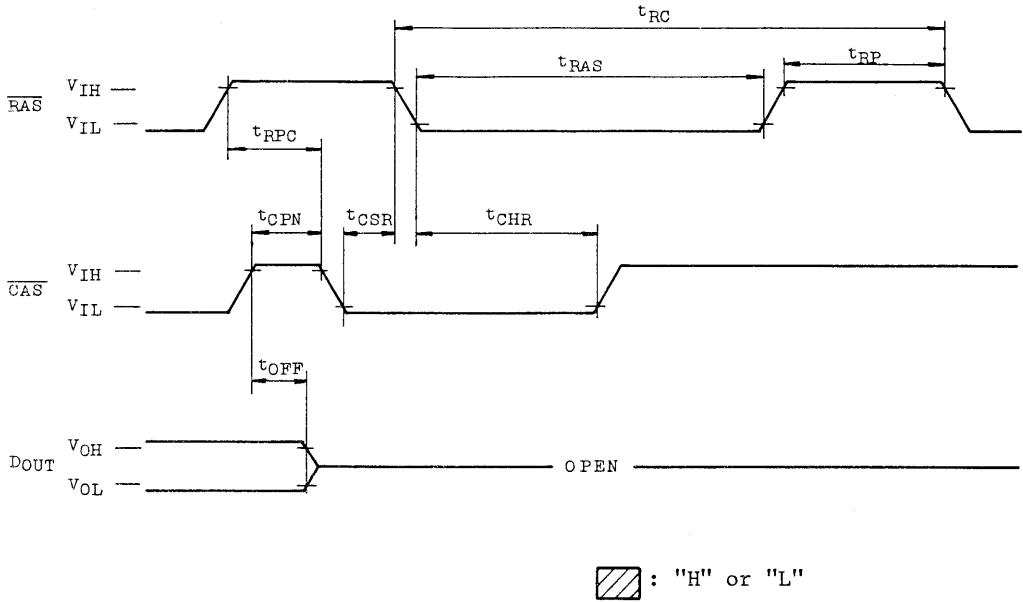 tRC
tRAS
tRP
RAS
VIH
VIL
tRPC
tCPN
tCSR
tCHR
CAS
VIH
VIL
tOFF
DOUT
VOH
VOL
OPEN
: "H" or "L"